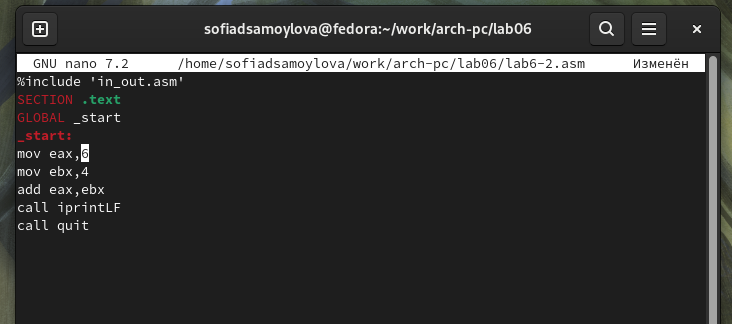 sofiadsamoylova@fedora:~/work/arch-pc/lab06
GNU nano 7.2 /home/sofiadsamoylova/work/arch-pc/lab06/lab6-2.asm Изменён
%include 'in_out.asm'
SECTION .text
GLOBAL _start
_start:
mov eax,6
mov ebx,4
add eax,ebx
call iprintLF
call quit